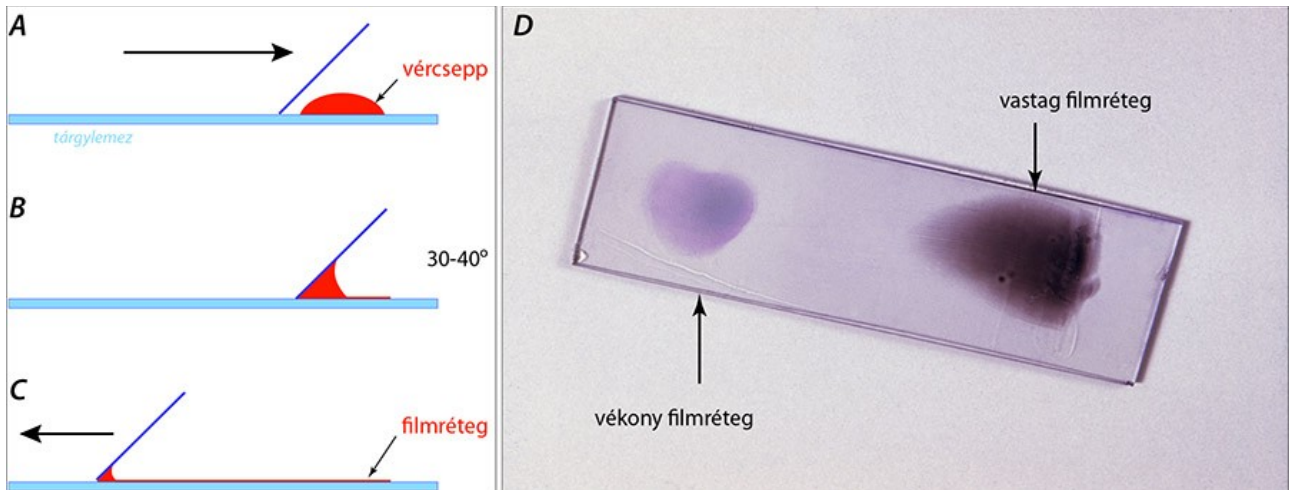 A
vércsepp
tárgylemez
B
30-40°
C
filmréteg
D
vastag filmréteg
vékony filmréteg